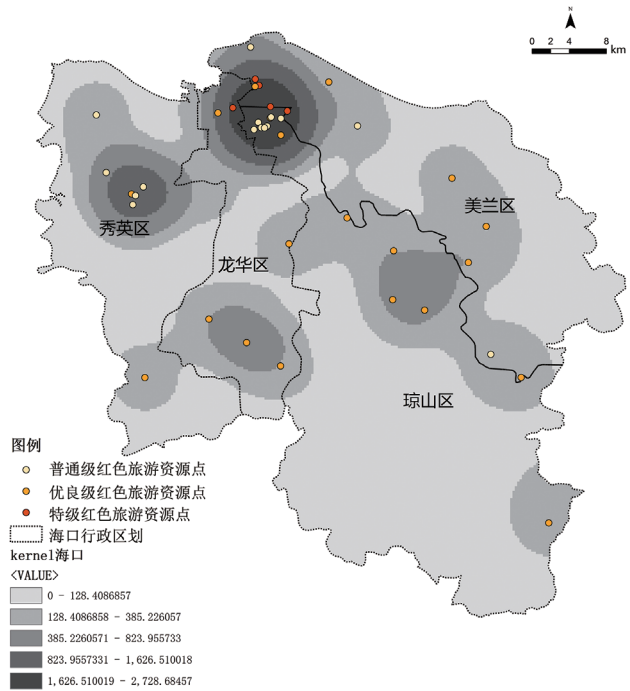 N
0 2 4 8
km
美兰区
秀英区
龙华区
琼山区
图例
普通级红色旅游资源点
优良级红色旅游资源点
特级红色旅游资源点
海口行政区划
kernel海口
<VALUE>
0 - 128.4086857
128.4086858 - 385.226057
385.2260571 - 823.955733
823.9557331 - 1,626.510018
1,626.510019 - 2,728.68457